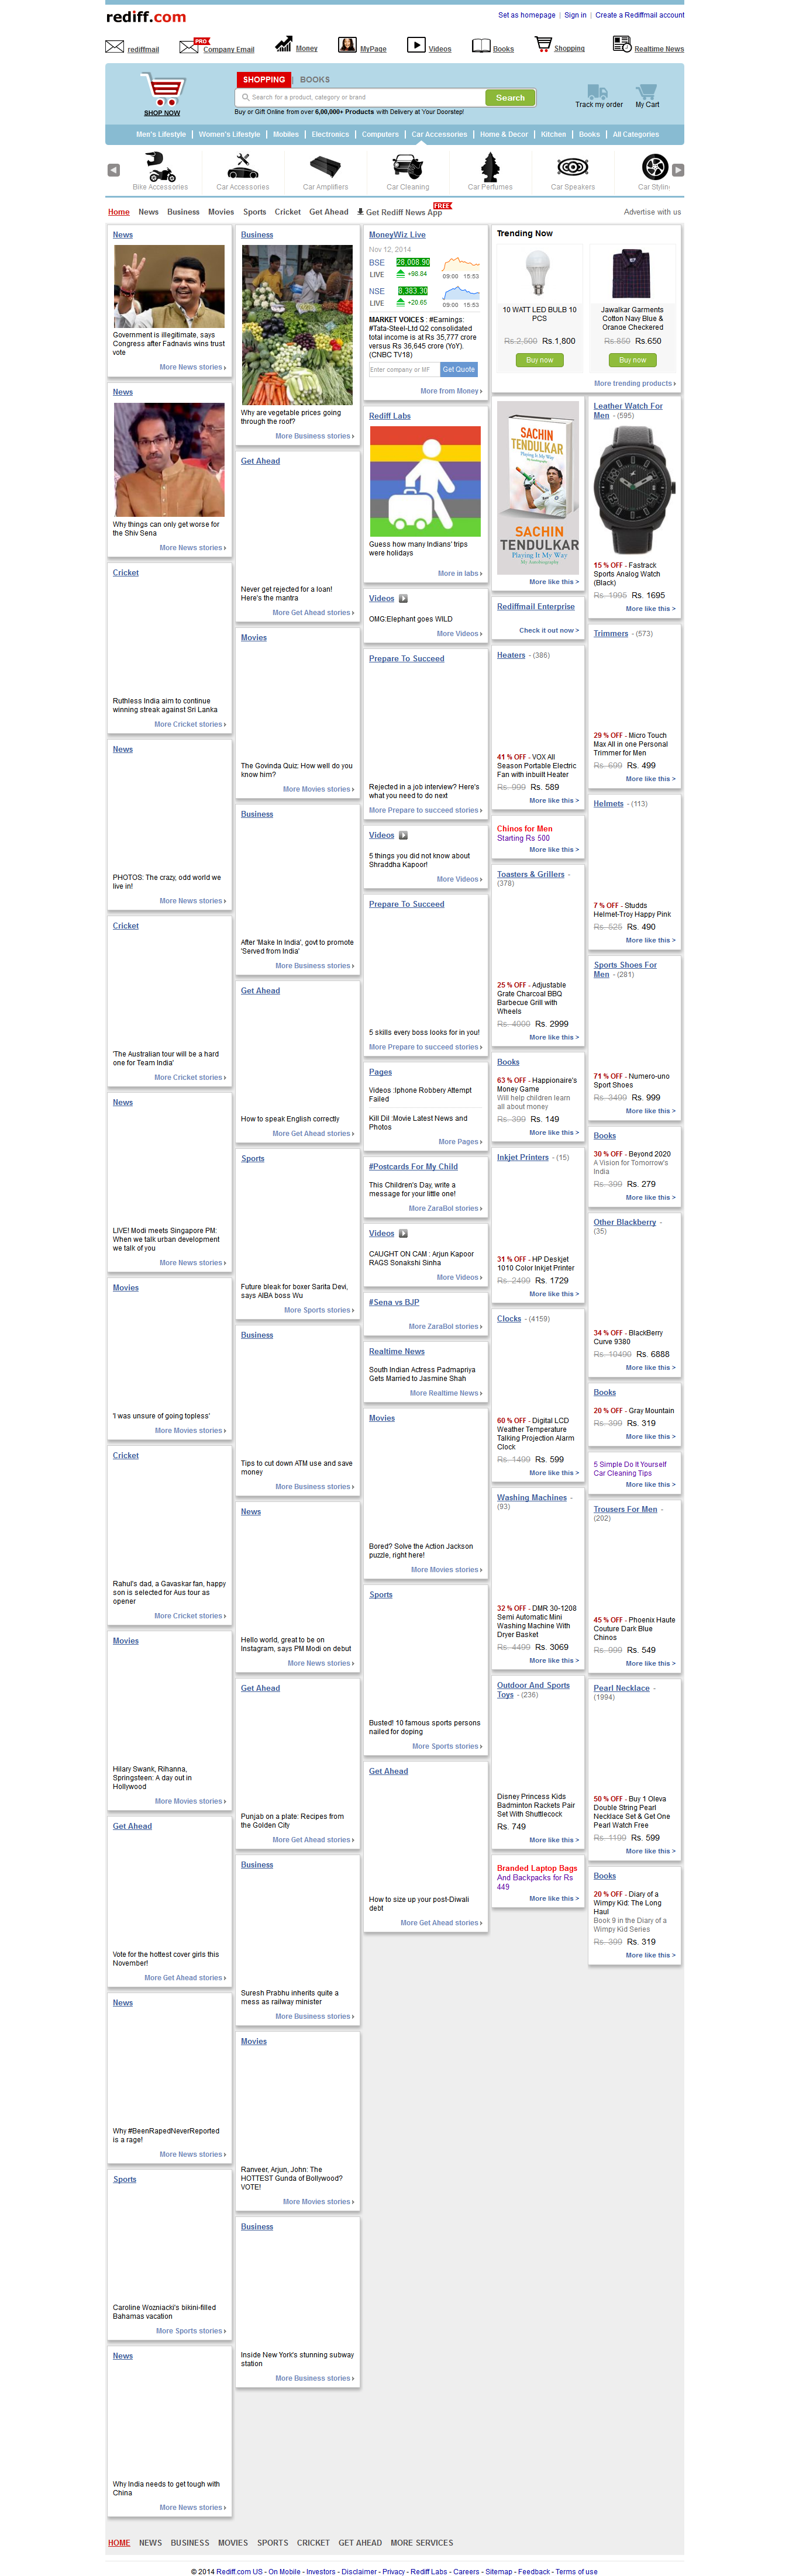 rediff.com
Set as homepage | Sign in | Create a Rediffmail account
rediffmail
PRO
Company Email
Money
MyPage
Videos
Books
Shopping
Realtime News
SHOP NOW
SHOPPING
BOOKS
Search for a product, category or brand
Search
Buy or Gift Online from over 6,00,000+ Products with Delivery at Your Doorstep!
Track my order
My Cart
Men's Lifestyle | Women's Lifestyle | Mobiles | Electronics | Computers | Car Accessories | Home & Decor | Kitchen | Books | All Categories
Bike Accessories
Car Accessories
Car Amplifiers
Car Cleaning
Car Perfumes
Car Speakers
Car Stylin-
Home News Business Movies Sports Cricket Get Ahead Get Rediff News App
FREE
Advertise with us
News
Government is illegitimate, says
Congress after Fadnavis wins trust
vote
More News stories
News
Why things can only get worse for
the Shiv Sena
More News stories
Cricket
Ruthless India aim to continue
winning streak against Sri Lanka
More Cricket stories
News
PHOTOS: The crazy, odd world we
live in!
More News stories
Cricket
'The Australian tour will be a hard
one for Team India'
More Cricket stories
News
LIVE! Modi meets Singapore PM:
When we talk urban development
we talk of you
More News stories
Movies
'I was unsure of going topless'
More Movies stories
Cricket
Rahul's dad, a Gavaskar fan, happy
son is selected for Aus tour as
opener
More Cricket stories
Movies
Hilary Swank, Rihanna,
Springsteen: A day out in
Hollywood
More Movies stories
Get Ahead
Vote for the hottest cover girls this
November!
More Get Ahead stories
News
Why #BeenRapedNeverReported
is a rage!
More News stories
Sports
Caroline Wozniacki's bikini-filled
Bahamas vacation
More Sports stories
News
Why India needs to get tough with
China
More News stories
Business
Why are vegetable prices going
through the roof?
More Business stories
Get Ahead
Never get rejected for a loan!
Here's the mantra
More Get Ahead stories
Movies
The Govinda Quiz: How well do you
know him?
More Movies stories
Business
After 'Make In India', govt to promote
'Served from India'
More Business stories
Get Ahead
How to speak English correctly
More Get Ahead stories
Sports
Future bleak for boxer Sarita Devi,
says AIBA boss Wu
More Sports stories
Business
Tips to cut down ATM use and save
money
More Business stories
News
Hello world, great to be on
Instagram, says PM Modi on debut
More News stories
Get Ahead
Punjab on a plate: Recipes from
the Golden City
More Get Ahead stories
Business
Suresh Prabhu inherits quite a
mess as railway minister
More Business stories
Movies
Ranveer, Arjun, John: The
HOTTEST Gunda of Bollywood?
VOTE!
More Movies stories
Business
Inside New York's stunning subway
station
More Business stories
MoneyWiz Live
Nov 12, 2014
BSE 28,008.90
LIVE +98.84
09:00 15:53
NSE 8,383.30
LIVE +20.65
09:00 15:53
MARKET VOICES : #Earnings:
#Tata-Steel-Ltd Q2 consolidated
total income is at Rs 35,777 crore
versus Rs 36,645 crore (YoY).
(CNBC TV18)
Enter company or MF
Get Quote
More from Money
Rediff Labs
Guess how many Indians' trips
were holidays
More in labs
Videos
OMG:Elephant goes WILD
More Videos
Prepare To Succeed
Rejected in a job interview? Here's
what you need to do next
More Prepare to succeed stories
Videos
5 things you did not know about
Shraddha Kapoor!
More Videos
Prepare To Succeed
5 skills every boss looks for in you!
More Prepare to succeed stories
Pages
Videos :Iphone Robbery Attempt
Failed
Kill Dil :Movie Latest News and
Photos
More Pages
#Postcards For My Child
This Children's Day, write a
message for your little one!
More ZaraBol stories
Videos
CAUGHT ON CAM : Arjun Kapoor
RAGS Sonakshi Sinha
More Videos
#Sena vs BJP
More ZaraBol stories
Realtime News
South Indian Actress Padmapriya
Gets Married to Jasmine Shah
More Realtime News
Movies
Bored? Solve the Action Jackson
puzzle, right here!
More Movies stories
Sports
Busted! 10 famous sports persons
nailed for doping
More Sports stories
Get Ahead
How to size up your post-Diwali
debt
More Get Ahead stories
Trending Now
10 WATT LED BULB 10
PCS
Rs.2,500 Rs.1,800
Buy now
Jawalkar Garments
Cotton Navy Blue &
Orange Checkered
Rs.850 Rs.650
Buy now
More trending products
SACHIN
TENDULKAR
Playing It My Way
SACHIN
TENDULKAR
Playing It My Way
My Autobiography
More like this >
Rediffmail Enterprise
Check it out now >
Heaters - (386)
41 % OFF - VOX All
Season Portable Electric
Fan with inbuilt Heater
Rs. 999 Rs. 589
More like this >
Chinos for Men
Starting Rs 500
More like this >
Toasters & Grillers -
(378)
25 % OFF - Adjustable
Grate Charcoal BBQ
Barbecue Grill with
Wheels
Rs. 4000 Rs. 2999
More like this >
Books
63 % OFF - Happionaire's
Money Game
Will help children learn
all about money
Rs. 399 Rs. 149
More like this >
Inkjet Printers - (15)
31 % OFF - HP Deskjet
1010 Color Inkjet Printer
Rs. 2499 Rs. 1729
More like this >
Clocks - (4159)
60 % OFF - Digital LCD
Weather Temperature
Talking Projection Alarm
Clock
Rs. 1499 Rs. 599
More like this >
Washing Machines -
(93)
32 % OFF - DMR 30-1208
Semi Automatic Mini
Washing Machine With
Dryer Basket
Rs. 4499 Rs. 3069
More like this >
Outdoor And Sports
Toys - (236)
Disney Princess Kids
Badminton Rackets Pair
Set With Shuttlecock
Rs. 749
More like this >
Branded Laptop Bags
And Backpacks for Rs
449
More like this >
Leather Watch For
Men - (595)
15 % OFF - Fastrack
Sports Analog Watch
(Black)
Rs. 1995 Rs. 1695
More like this >
Trimmers - (573)
29 % OFF - Micro Touch
Max All in one Personal
Trimmer for Men
Rs. 699 Rs. 499
More like this >
Helmets - (113)
7 % OFF - Studds
Helmet-Troy Happy Pink
Rs. 525 Rs. 490
More like this >
Sports Shoes For
Men - (281)
71 % OFF - Numero-uno
Sport Shoes
Rs. 3499 Rs. 999
More like this >
Books
30 % OFF - Beyond 2020
A Vision for Tomorrow's
India
Rs. 399 Rs. 279
More like this >
Other Blackberry -
(35)
34 % OFF - BlackBerry
Curve 9380
Rs. 10490 Rs. 6888
More like this >
Books
20 % OFF - Gray Mountain
Rs. 399 Rs. 319
More like this >
5 Simple Do It Yourself
Car Cleaning Tips
More like this >
Trousers For Men -
(202)
45 % OFF - Phoenix Haute
Couture Dark Blue
Chinos
Rs. 999 Rs. 549
More like this >
Pearl Necklace -
(1994)
50 % OFF - Buy 1 Oleva
Double String Pearl
Necklace Set & Get One
Pearl Watch Free
Rs. 1199 Rs. 599
More like this >
Books
20 % OFF - Diary of a
Wimpy Kid: The Long
Haul
Book 9 in the Diary of a
Wimpy Kid Series
Rs. 399 Rs. 319
More like this >
HOME NEWS BUSINESS MOVIES SPORTS CRICKET GET AHEAD MORE SERVICES
© 2014 Rediff.com US - On Mobile - Investors - Disclaimer - Privacy - Rediff Labs - Careers - Sitemap - Feedback - Terms of use